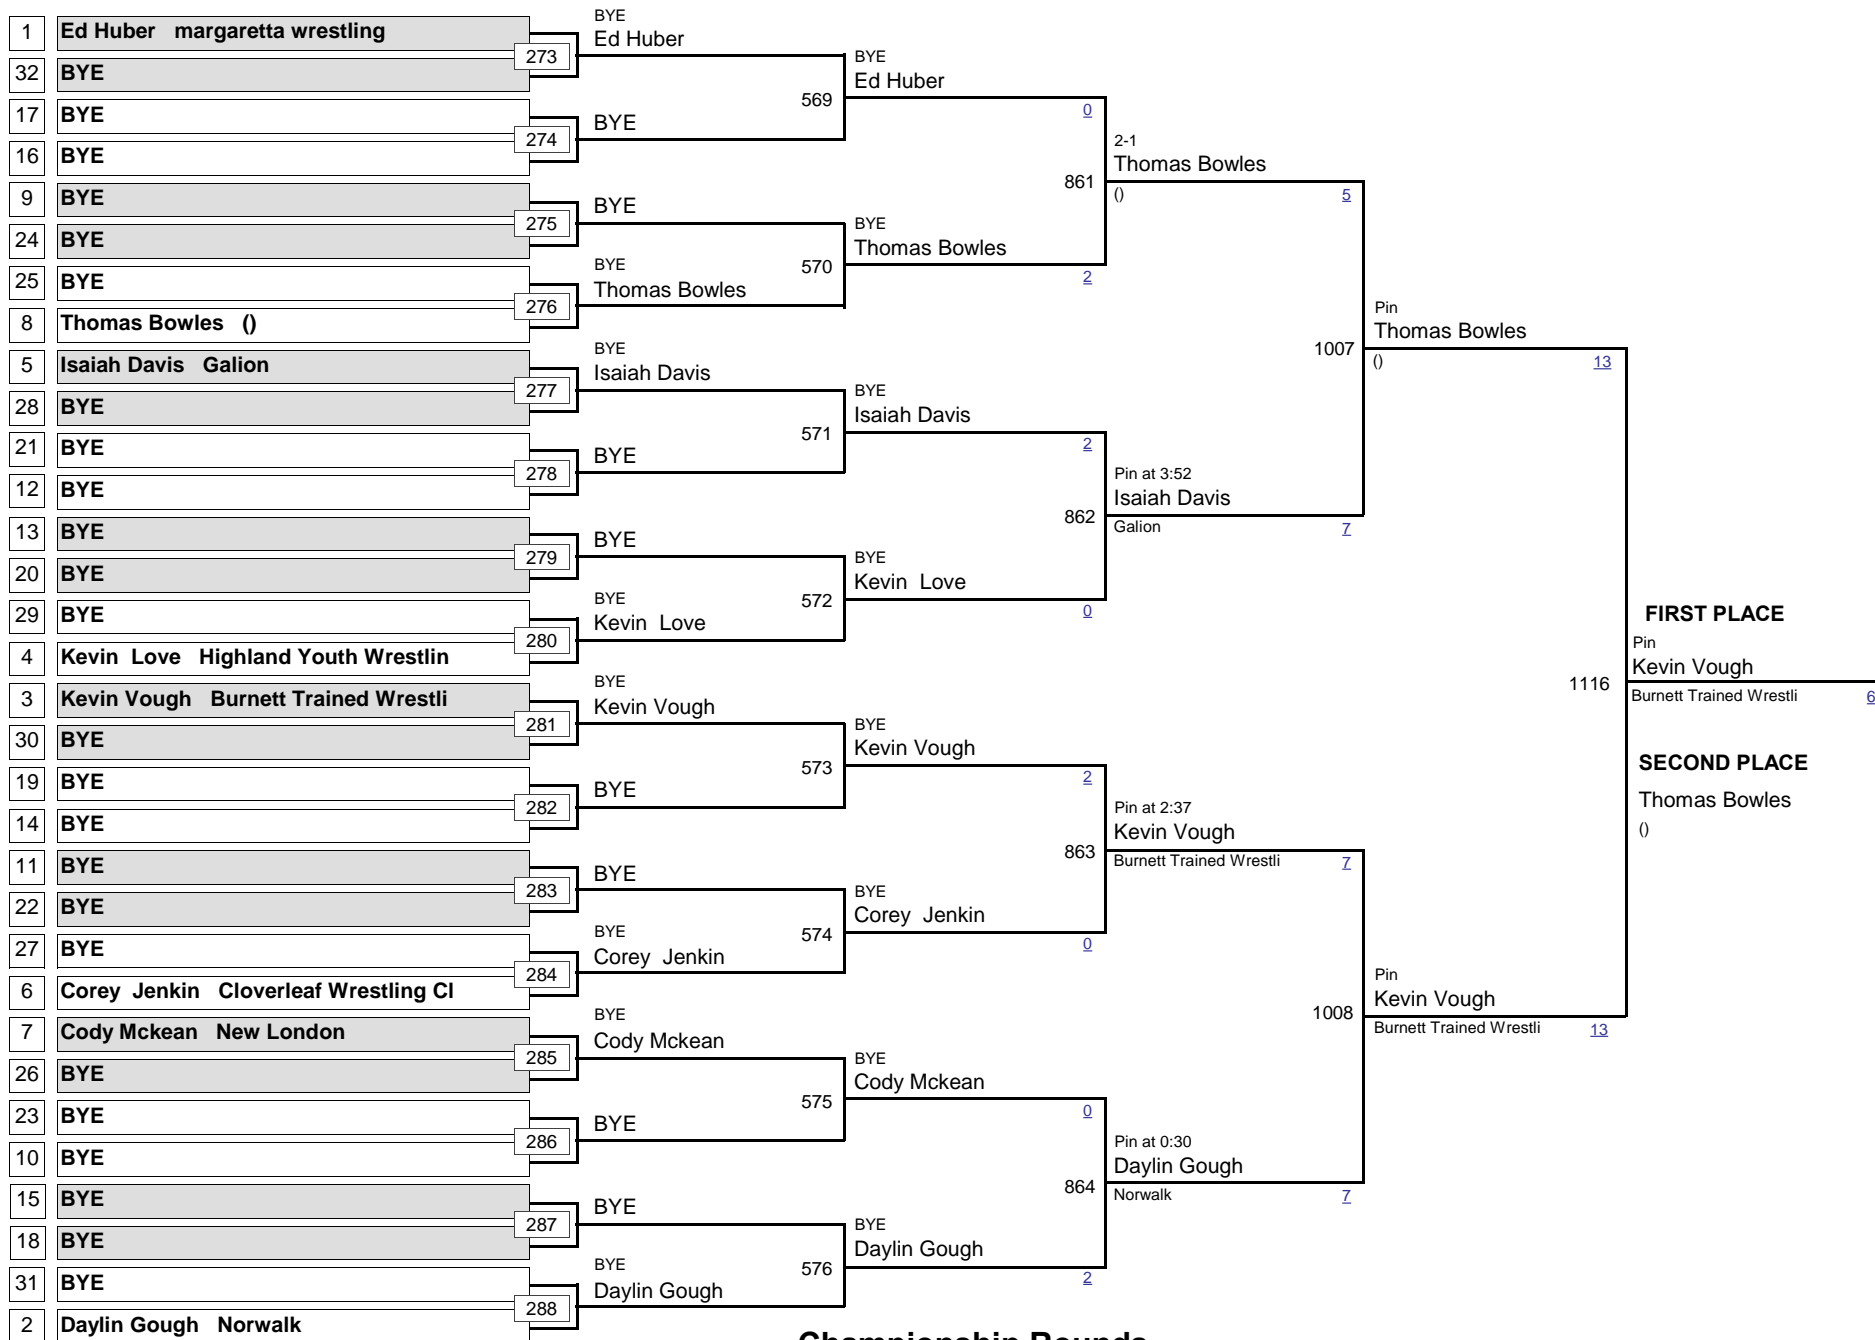 1 Ed Huber margaretta wrestling
32 BYE
17 BYE
16 BYE
9 BYE
24 BYE
25 BYE
8 Thomas Bowles ()
5 Isaiah Davis Galion
28 BYE
21 BYE
12 BYE
13 BYE
20 BYE
29 BYE
4 Kevin Love Highland Youth Wrestlin
3 Kevin Vough Burnett Trained Wrestli
30 BYE
19 BYE
14 BYE
11 BYE
22 BYE
27 BYE
6 Corey Jenkin Cloverleaf Wrestling Cl
7 Cody Mckean New London
26 BYE
23 BYE
10 BYE
15 BYE
18 BYE
31 BYE
2 Daylin Gough Norwalk
273
274
275
276
277
278
279
280
281
282
283
284
285
286
287
288
BYE
Ed Huber
BYE
BYE
BYE
Thomas Bowles
BYE
Isaiah Davis
BYE
BYE
BYE
Kevin Love
BYE
Kevin Vough
BYE
BYE
BYE
Corey Jenkin
BYE
Cody Mckean
BYE
BYE
BYE
Daylin Gough
569
570
571
572
573
574
575
576
BYE
Ed Huber
0
BYE
Thomas Bowles
2
BYE
Isaiah Davis
2
BYE
Kevin Love
0
BYE
Kevin Vough
2
BYE
Corey Jenkin
0
BYE
Cody Mckean
0
BYE
Daylin Gough
2
861
862
863
864
2-1
Thomas Bowles
() 5
Pin at 3:52
Isaiah Davis
Galion 7
Pin at 2:37
Kevin Vough
Burnett Trained Wrestli 7
Pin at 0:30
Daylin Gough
Norwalk 7
1007
1008
Pin
Thomas Bowles
() 13
Pin
Kevin Vough
Burnett Trained Wrestli 13
1116
FIRST PLACE
Pin
Kevin Vough
Burnett Trained Wrestli 6
SECOND PLACE
Thomas Bowles
()
Championship Rounds